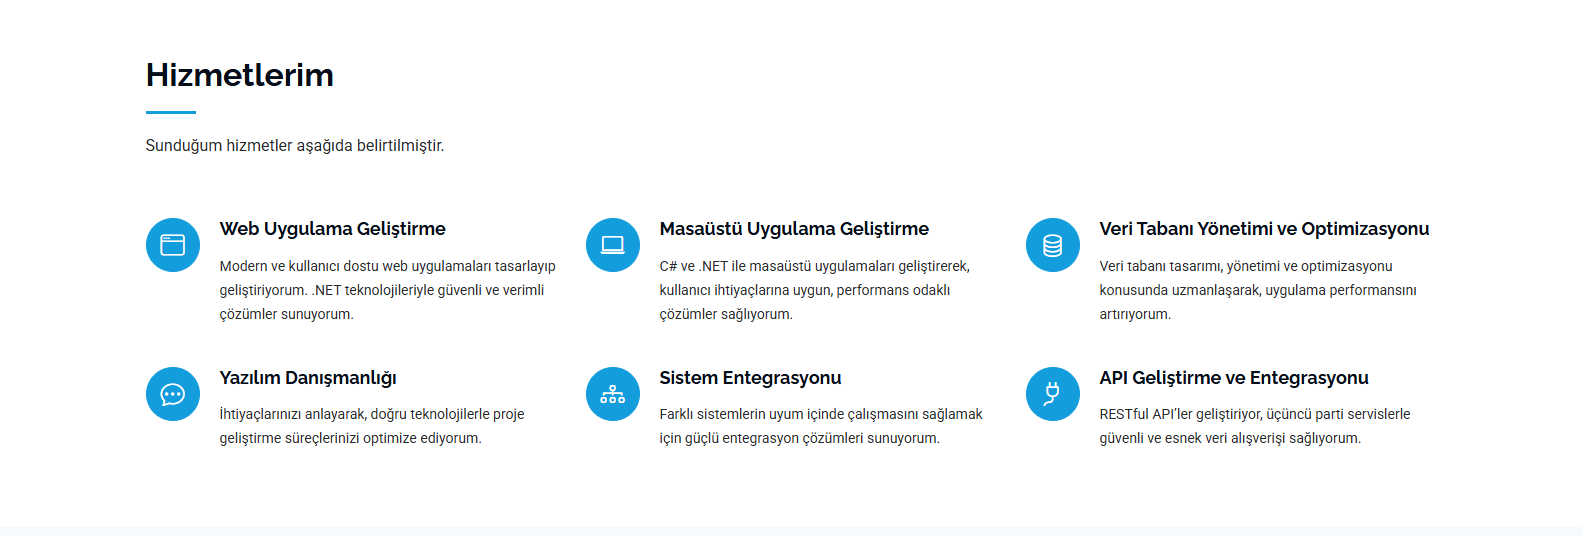 Hizmetlerim
Sunduğum hizmetler aşağıda belirtilmiştir.
Web Uygulama Geliştirme
Modern ve kullanıcı dostu web uygulamaları tasarlayıp
geliştiriyorum. .NET teknolojileriyle güvenli ve verimli
çözümler sunuyorum.
Masaüstü Uygulama Geliştirme
C# ve .NET ile masaüstü uygulamaları geliştirerek,
kullanıcı ihtiyaçlarına uygun, performans odaklı
çözümler sağlıyorum.
Veri Tabanı Yönetimi ve Optimizasyonu
Veri tabanı tasarımı, yönetimi ve optimizasyonu
konusunda uzmanlaşarak, uygulama performansını
artırıyorum.
Yazılım Danışmanlığı
İhtiyaçlarınızı anlayarak, doğru teknolojilerle proje
geliştirme süreçlerinizi optimize ediyorum.
Sistem Entegrasyonu
Farklı sistemlerin uyum içinde çalışmasını sağlamak
için güçlü entegrasyon çözümleri sunuyorum.
API Geliştirme ve Entegrasyonu
RESTful API’ler geliştiriyor, üçüncü parti servislerle
güvenli ve esnek veri alışverişi sağlıyorum.